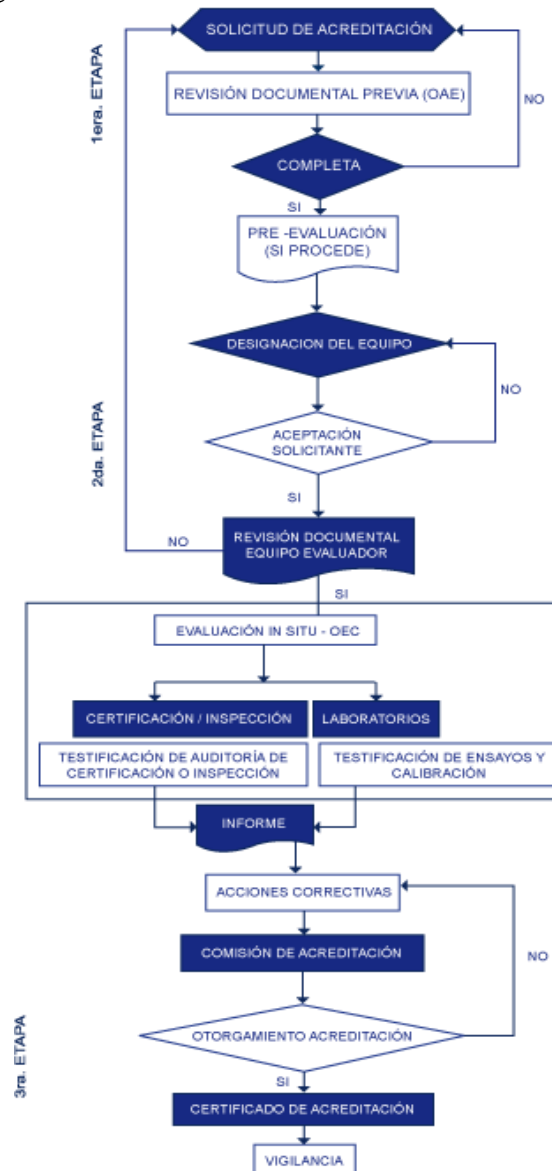 SOLICITUD DE ACREDITACIÓN
1era. ETAPA
REVISIÓN DOCUMENTAL PREVIA (OAE)
NO
COMPLETA
SI
PRE -EVALUACIÓN
(SI PROCEDE)
DESIGNACION DEL EQUIPO
NO
2da. ETAPA
ACEPTACIÓN
SOLICITANTE
SI
REVISIÓN DOCUMENTAL
EQUIPO EVALUADOR
NO
SI
EVALUACIÓN IN SITU - OEC
CERTIFICACIÓN / INSPECCIÓN
LABORATORIOS
TESTIFICACIÓN DE AUDITORÍA DE
CERTIFICACIÓN O INSPECCIÓN
TESTIFICACIÓN DE ENSAYOS Y
CALIBRACIÓN
INFORME
ACCIONES CORRECTIVAS
COMISIÓN DE ACREDITACIÓN
NO
3ra. ETAPA
OTORGAMIENTO ACREDITACIÓN
SI
CERTIFICADO DE ACREDITACIÓN
VIGILANCIA